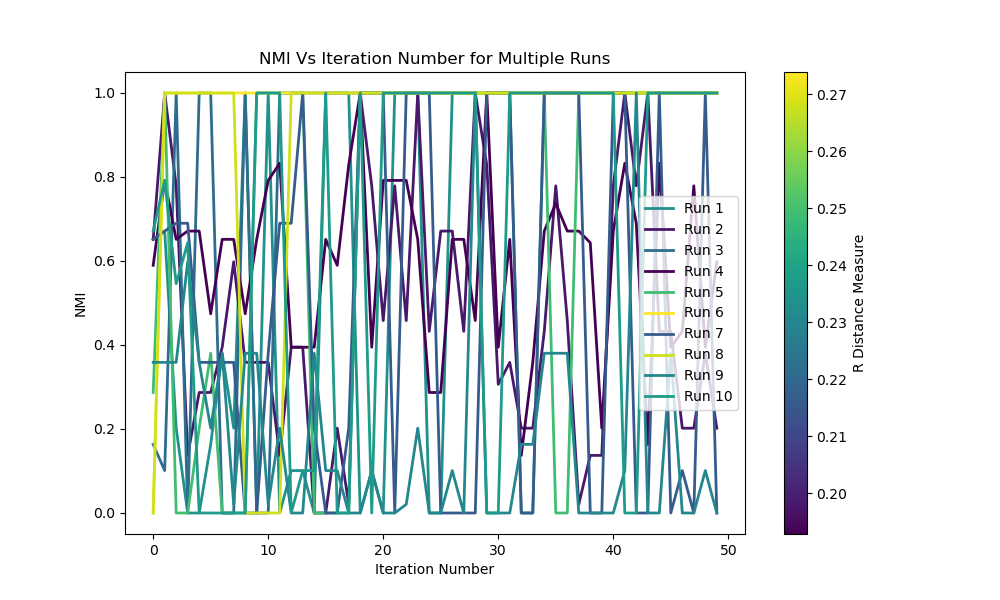 NMI Vs Iteration Number for Multiple Runs
1.0
0.8
0.6
0.4
0.2
0.0
NMI
0
10
20
30
40
50
Iteration Number
Run 1
Run 2
Run 3
Run 4
Run 5
Run 6
Run 7
Run 8
Run 9
Run 10
0.27
0.26
0.25
0.24
0.23
0.22
0.21
0.20
R Distance Measure